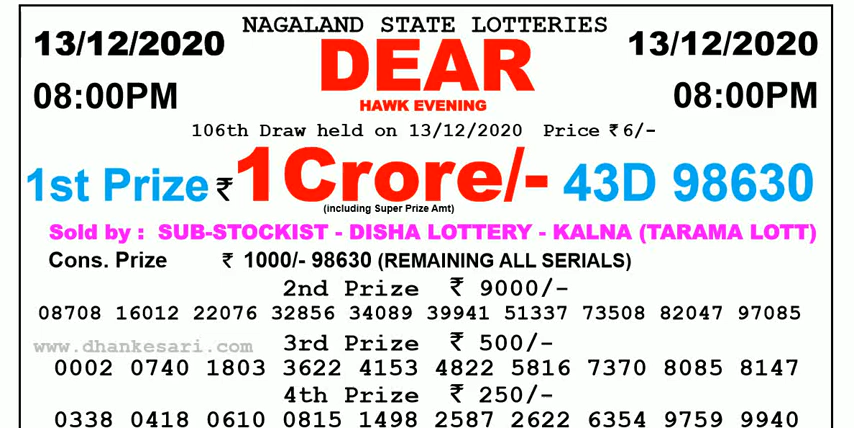 NAGALAND STATE LOTTERIES
13/12/2020 DEAR 13/12/2020
08:00PM HAWK EVENING 08:00PM
106th Draw held on 13/12/2020 Price ₹ 6/-
1st Prize ₹ 1Crore/- 43D 98630
(including Super Prize Amt)
Sold by : SUB-STOCKIST - DISHA LOTTERY - KALNA (TARAMA LOTT)
Cons. Prize ₹ 1000/- 98630 (REMAINING ALL SERIALS)
2nd Prize ₹ 9000/-
08708 16012 22076 32856 34089 39941 51337 73508 82047 97085
www.dhankesari.com 3rd Prize ₹ 500/-
0002 0740 1803 3622 4153 4822 5816 7370 8085 8147
4th Prize ₹ 250/-
0338 0418 0610 0815 1498 2587 2622 6354 9759 9940